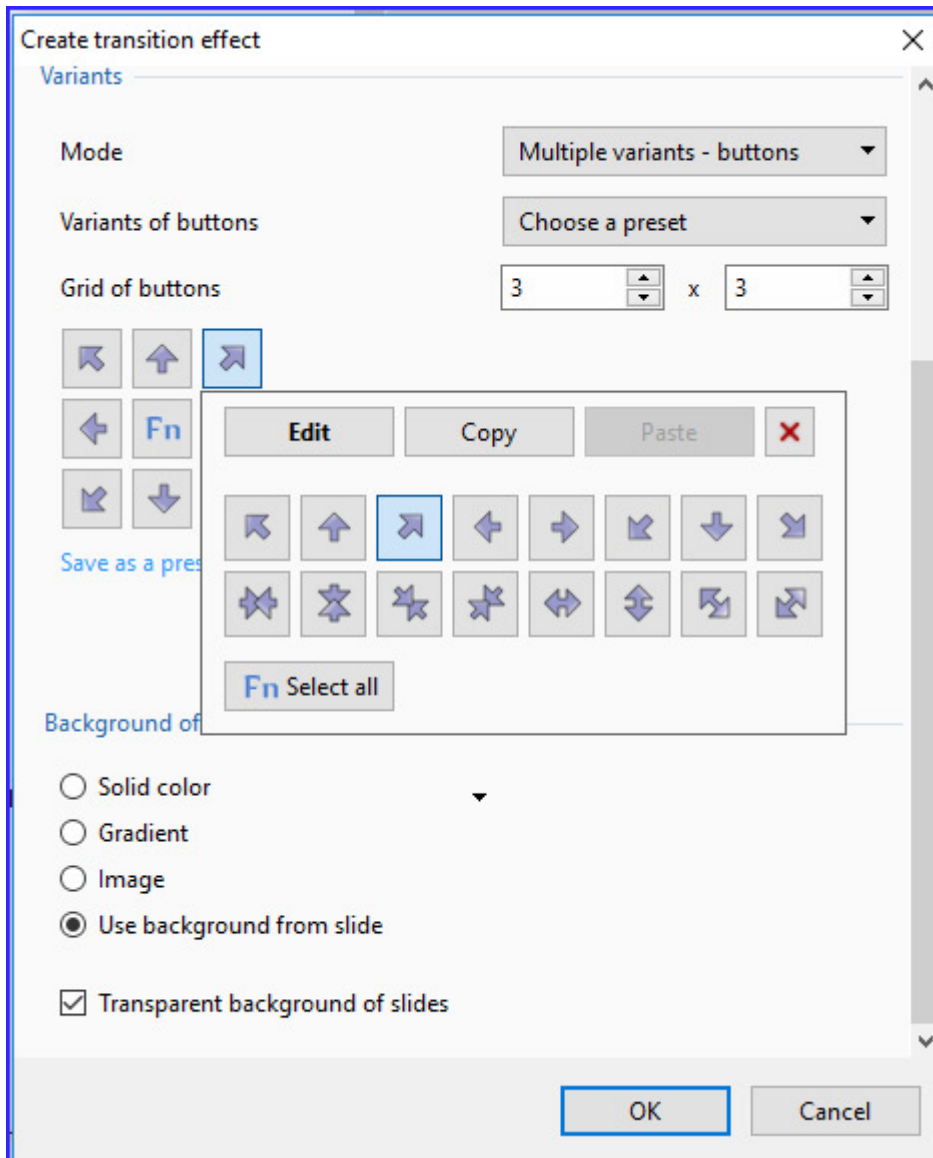 Create transition effect
Variants
Mode
Multiple variants - buttons
Variants of buttons
Choose a preset
Grid of buttons
3 x 3
Edit Copy Paste
Fn
Save as a pres
Fn Select all
Background of
Solid color
Gradient
Image
Use background from slide
Transparent background of slides
OK Cancel